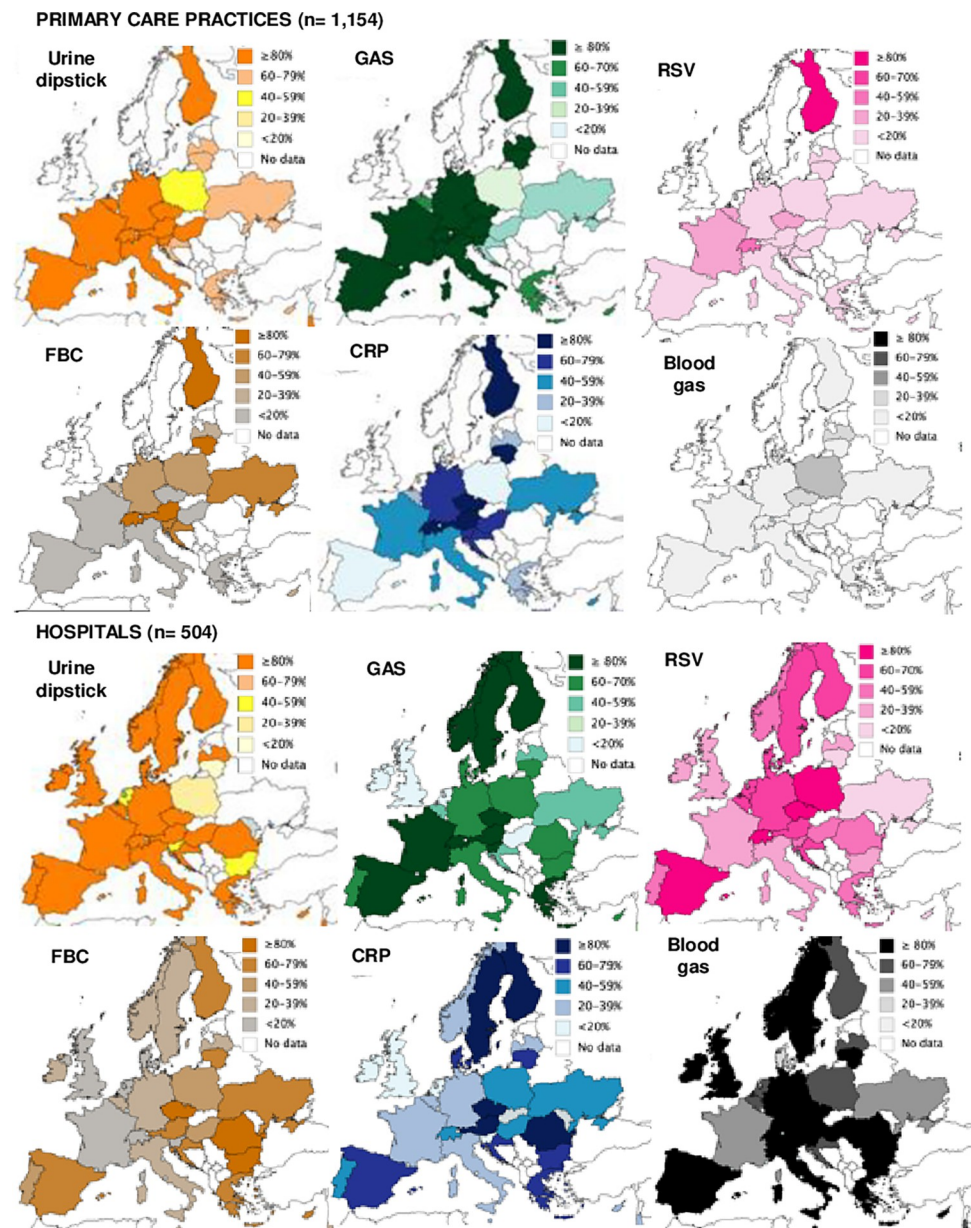 PRIMARY CARE PRACTICES (n= 1,154)
Urine
dipstick
≥80%
60–79%
40–59%
20–39%
<20%
No data
GAS
≥ 80%
60–70%
40–59%
20–39%
<20%
No data
RSV
≥80%
60–70%
40–59%
20–39%
<20%
No data
FBC
≥80%
60–79%
40–59%
20–39%
<20%
No data
CRP
≥80%
60–79%
40–59%
20–39%
<20%
No data
Blood
gas
≥ 80%
60–79%
40–59%
20–39%
<20%
No data
HOSPITALS (n= 504)
Urine
dipstick
≥80%
60–79%
40–59%
20–39%
<20%
No data
GAS
≥ 80%
60–70%
40–59%
20–39%
<20%
No data
RSV
≥80%
60–70%
40–59%
20–39%
<20%
No data
FBC
≥80%
60–79%
40–59%
20–39%
<20%
No data
CRP
≥80%
60–79%
40–59%
20–39%
<20%
No data
Blood
gas
≥ 80%
60–79%
40–59%
20–39%
<20%
No data